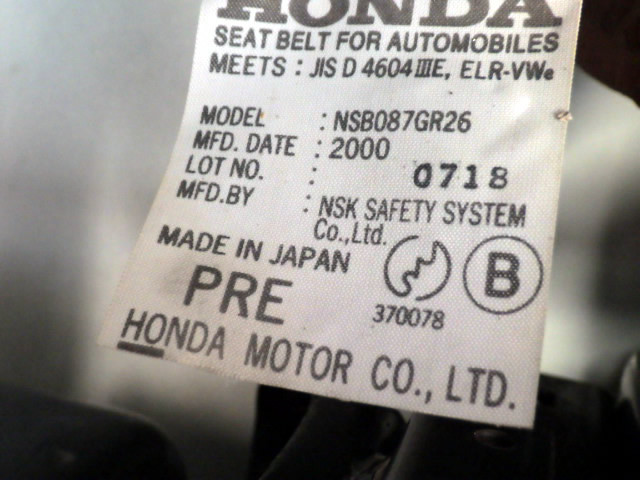 HONDA
SEAT BELT FOR AUTOMOBILES
MEETS : JIS D 4604 IIIE, ELR-VWe
MODEL : NSB087GR26
MFD. DATE : 2000
LOT NO. : 0718
MFD.BY : NSK SAFETY SYSTEM
Co.,Ltd.
MADE IN JAPAN
B
PRE
370078
HONDA MOTOR CO., LTD.